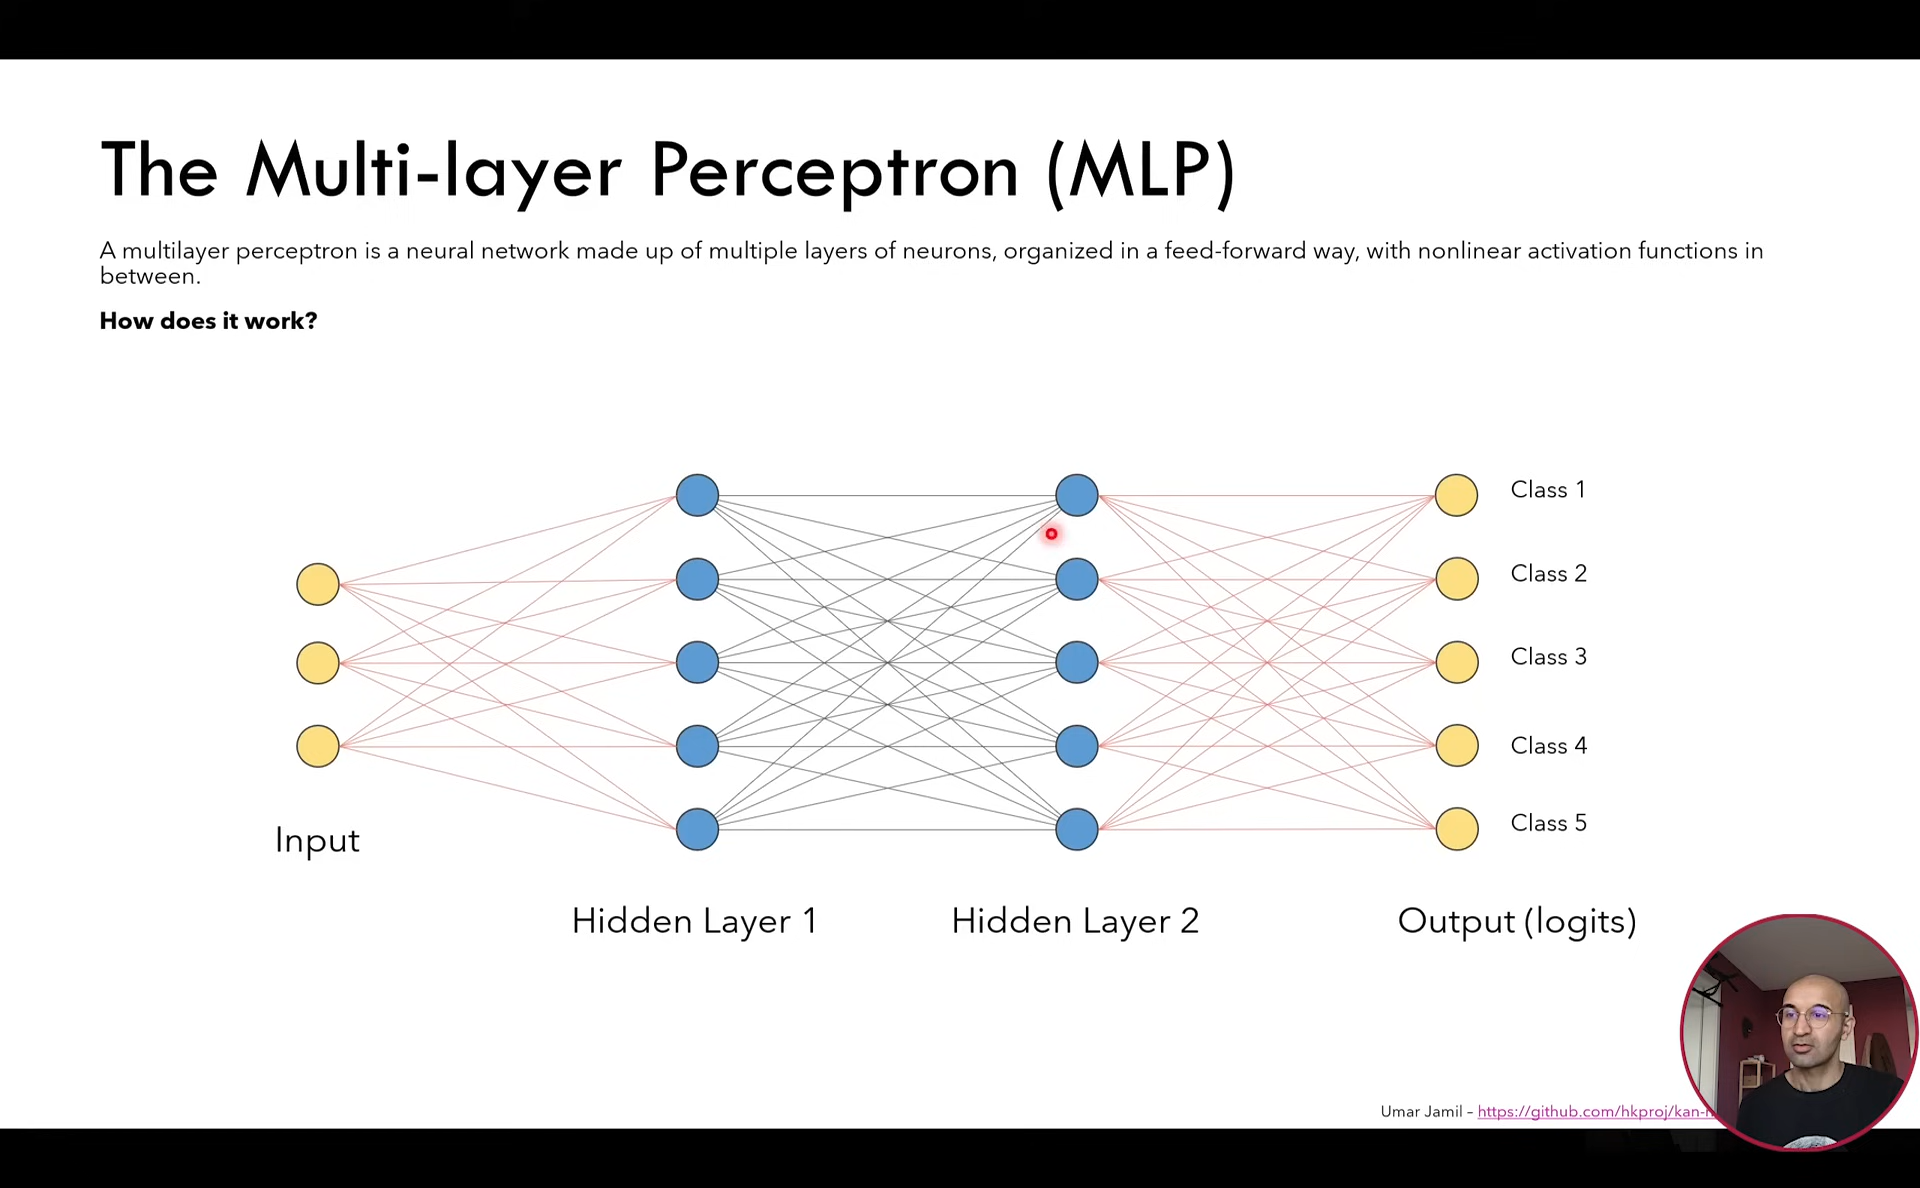 The Multi-layer Perceptron (MLP)
A multilayer perceptron is a neural network made up of multiple layers of neurons, organized in a feed-forward way, with nonlinear activation functions in
between.
How does it work?
Class 1
Class 2
Class 3
Class 4
Class 5
Input
Hidden Layer 1
Hidden Layer 2
Output (logits)
Umar Jamil – https://github.com/hkproj/kan-